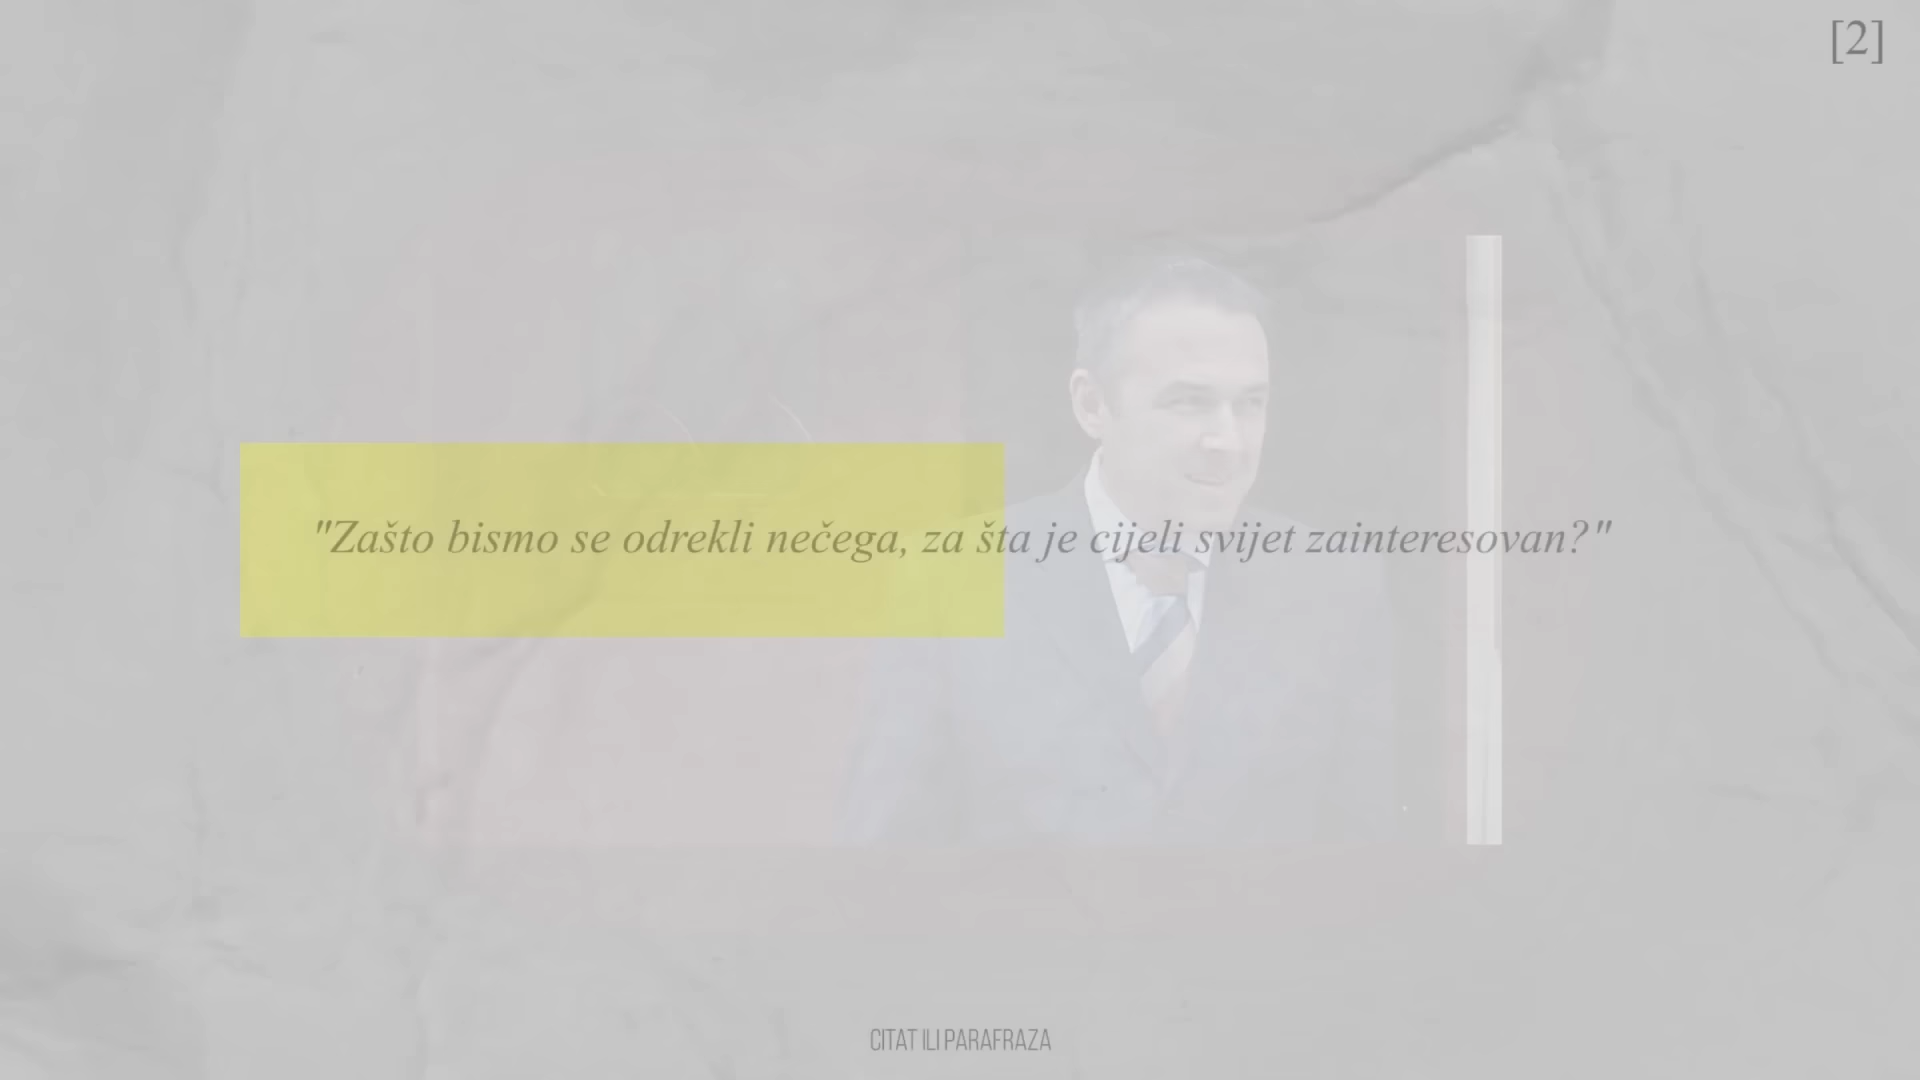 [2]
"Zašto bismo se odrekli nečega, za šta je cijeli svijet zainteresovan?"
CITAT ILI PARAFRAZA